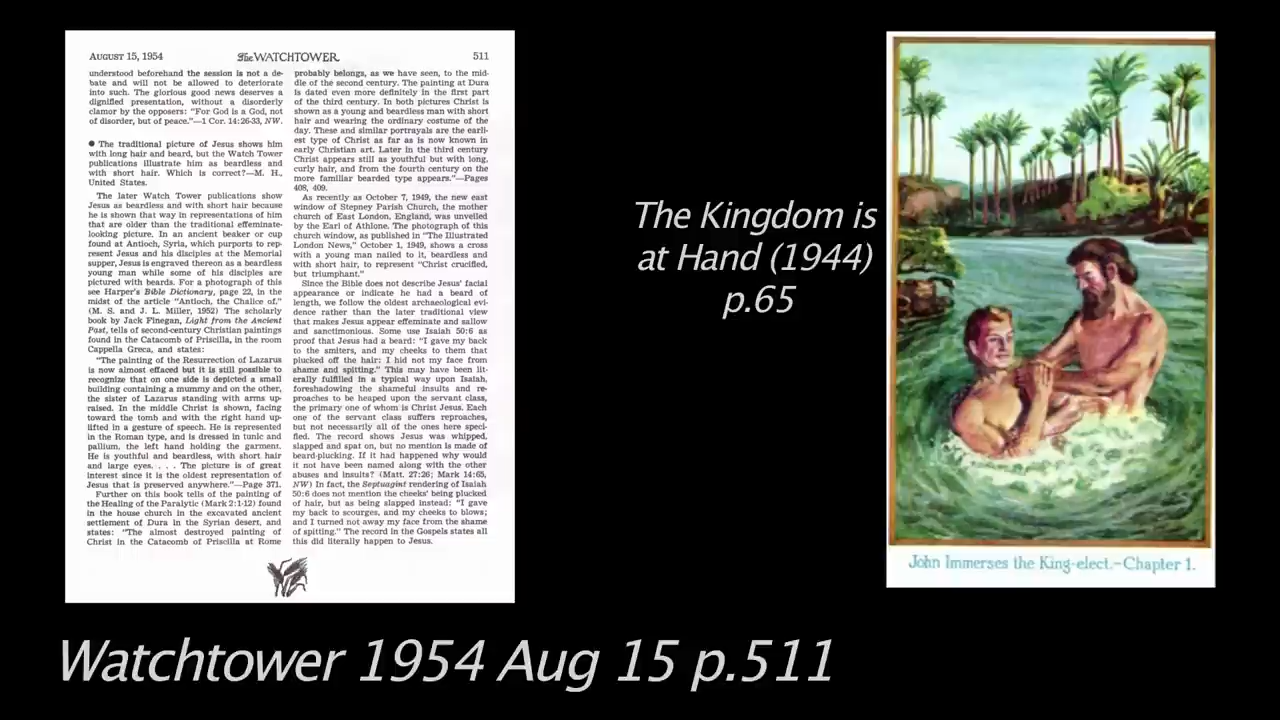 AUGUST 15, 1954
The WATCHTOWER.
511
understood beforehand the session is not a de-
bate and will not be allowed to deteriorate
into such. The glorious good news deserves a
dignified presentation, without a disorderly
clamor by the opposers: “For God is a God, not
of disorder, but of peace.”—1 Cor. 14:26-33, NW.
● The traditional picture of Jesus shows him
with long hair and beard, but the Watch Tower
publications illustrate him as beardless and
with short hair. Which is correct?—M. H.,
United States.
The later Watch Tower publications show
Jesus as beardless and with short hair because
he is shown that way in representations of him
that are older than the traditional effeminate-
looking picture. In an ancient beaker or cup
found at Antioch, Syria, which purports to rep-
resent Jesus and his disciples at the Memorial
supper, Jesus is engraved thereon as a beardless
young man while some of his disciples are
pictured with beards. For a photograph of this
see Harper's Bible Dictionary, page 22, in the
midst of the article “Antioch, the Chalice of.”
(M. S. and J. L. Miller, 1952) The scholarly
book by Jack Finegan, Light from the Ancient
Past, tells of second-century Christian paintings
found in the Catacomb of Priscilla, in the room
Cappella Greca, and states:
“The painting of the Resurrection of Lazarus
is now almost effaced but it is still possible to
recognize that on one side is depicted a small
building containing a mummy and on the other,
the sister of Lazarus standing with arms up-
raised. In the middle Christ is shown, facing
toward the tomb and with the right hand up-
lifted in a gesture of speech. He is represented
in the Roman type, and is dressed in tunic and
pallium, the left hand holding the garment.
He is youthful and beardless, with short hair
and large eyes. . . . The picture is of great
interest since it is the oldest representation of
Jesus that is preserved anywhere.”—Page 371.
Further on this book tells of the painting of
the Healing of the Paralytic (Mark 2:1-12) found
in the house church in the excavated ancient
settlement of Dura in the Syrian desert, and
states: “The almost destroyed painting of
Christ in the Catacomb of Priscilla at Rome
probably belongs, as we have seen, to the mid-
dle of the second century. The painting at Dura
is dated even more definitely in the first part
of the third century. In both pictures Christ is
shown as a young and beardless man with short
hair and wearing the ordinary costume of the
day. These and similar portrayals are the earli-
est type of Christ as far as is now known in
early Christian art. Later in the third century
Christ appears still as youthful but with long,
curly hair, and from the fourth century on the
more familiar bearded type appears.”—Pages
408, 409.
As recently as October 7, 1949, the new east
window of Stepney Parish Church, the mother
church of East London, England, was unveiled
by the Earl of Athlone. The photograph of this
church window, as published in “The Illustrated
London News,” October 1, 1949, shows a cross
with a young man nailed to it, beardless and
with short hair, to represent “Christ crucified,
but triumphant.”
Since the Bible does not describe Jesus' facial
appearance or indicate he had a beard of
length, we follow the oldest archaeological evi-
dence rather than the later traditional view
that makes Jesus appear effeminate and sallow
and sanctimonious. Some use Isaiah 50:6 as
proof that Jesus had a beard: “I gave my back
to the smiters, and my cheeks to them that
plucked off the hair: I hid not my face from
shame and spitting.” This may have been lit-
erally fulfilled in a typical way upon Isaiah,
foreshadowing the shameful insults and re-
proaches to be heaped upon the servant class,
the primary one of whom is Christ Jesus. Each
one of the servant class suffers reproaches,
but not necessarily all of the ones here speci-
fied. The record shows Jesus was whipped,
slapped and spat on, but no mention is made of
beard-plucking. If it had happened why would
it not have been named along with the other
abuses and insults? (Matt. 27:26; Mark 14:65,
NW) In fact, the Septuagint rendering of Isaiah
50:6 does not mention the cheeks' being plucked
of hair, but as being slapped instead: “I gave
my back to scourges, and my cheeks to blows;
and I turned not away my face from the shame
of spitting.” The record in the Gospels states all
this did literally happen to Jesus.
The Kingdom is
at Hand (1944)
p.65
John Immerses the King-elect.—Chapter 1.
Watchtower 1954 Aug 15 p.511